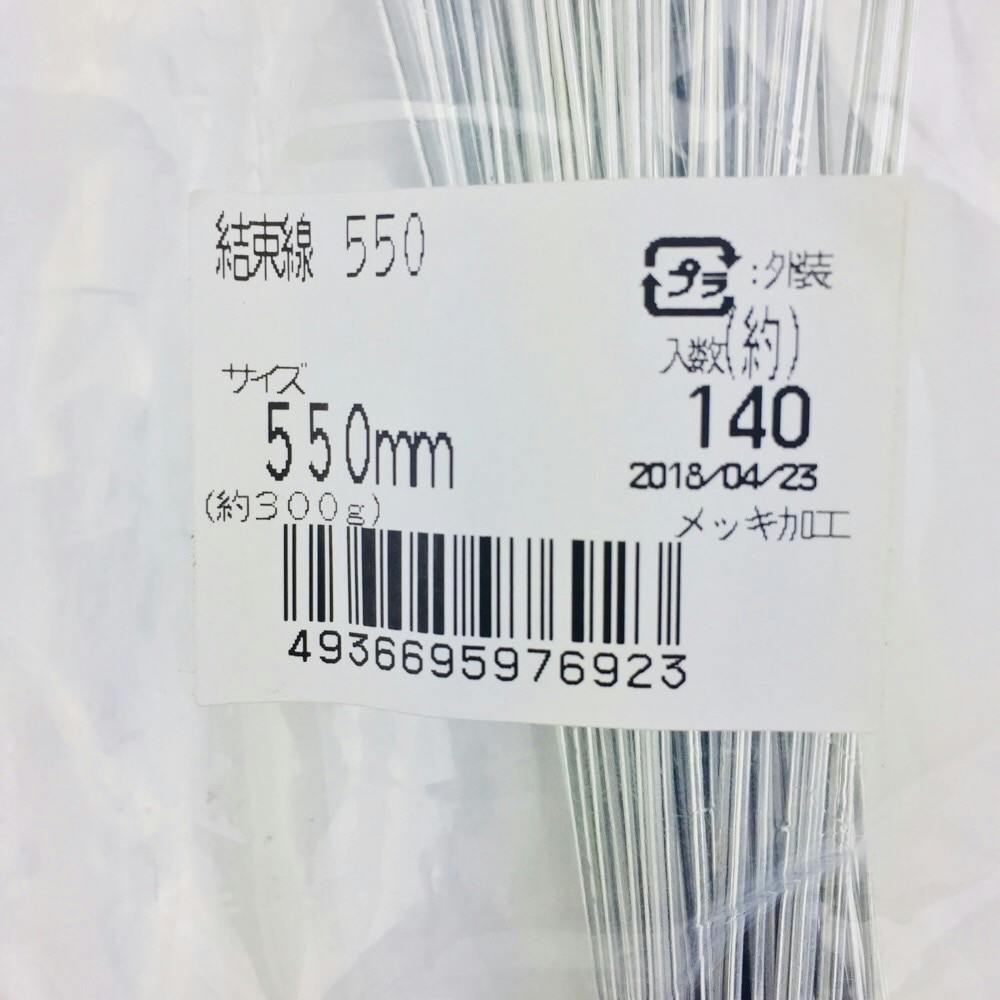 結束線 550
プラ:外装
入数(約)
サイズ
140
550mm
2018/04/23
(約300g)
メッキ加工
4936695976923